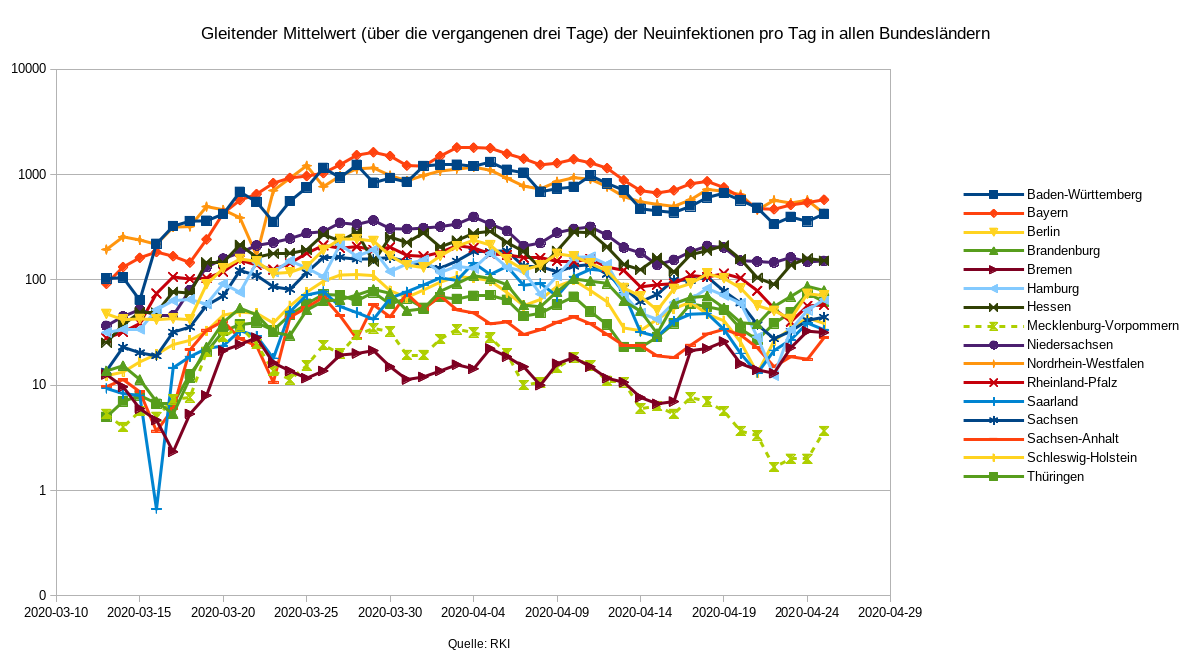 Gleitender Mittelwert (über die vergangenen drei Tage) der Neuinfektionen pro Tag in allen Bundesländern
10000
1000
100
10
1
0
2020-03-10 2020-03-15 2020-03-20 2020-03-25 2020-03-30 2020-04-04 2020-04-09 2020-04-14 2020-04-19 2020-04-24 2020-04-29
Quelle: RKI
Baden-Württemberg
Bayern
Berlin
Brandenburg
Bremen
Hamburg
Hessen
Mecklenburg-Vorpommern
Niedersachsen
Nordrhein-Westfalen
Rheinland-Pfalz
Saarland
Sachsen
Sachsen-Anhalt
Schleswig-Holstein
Thüringen